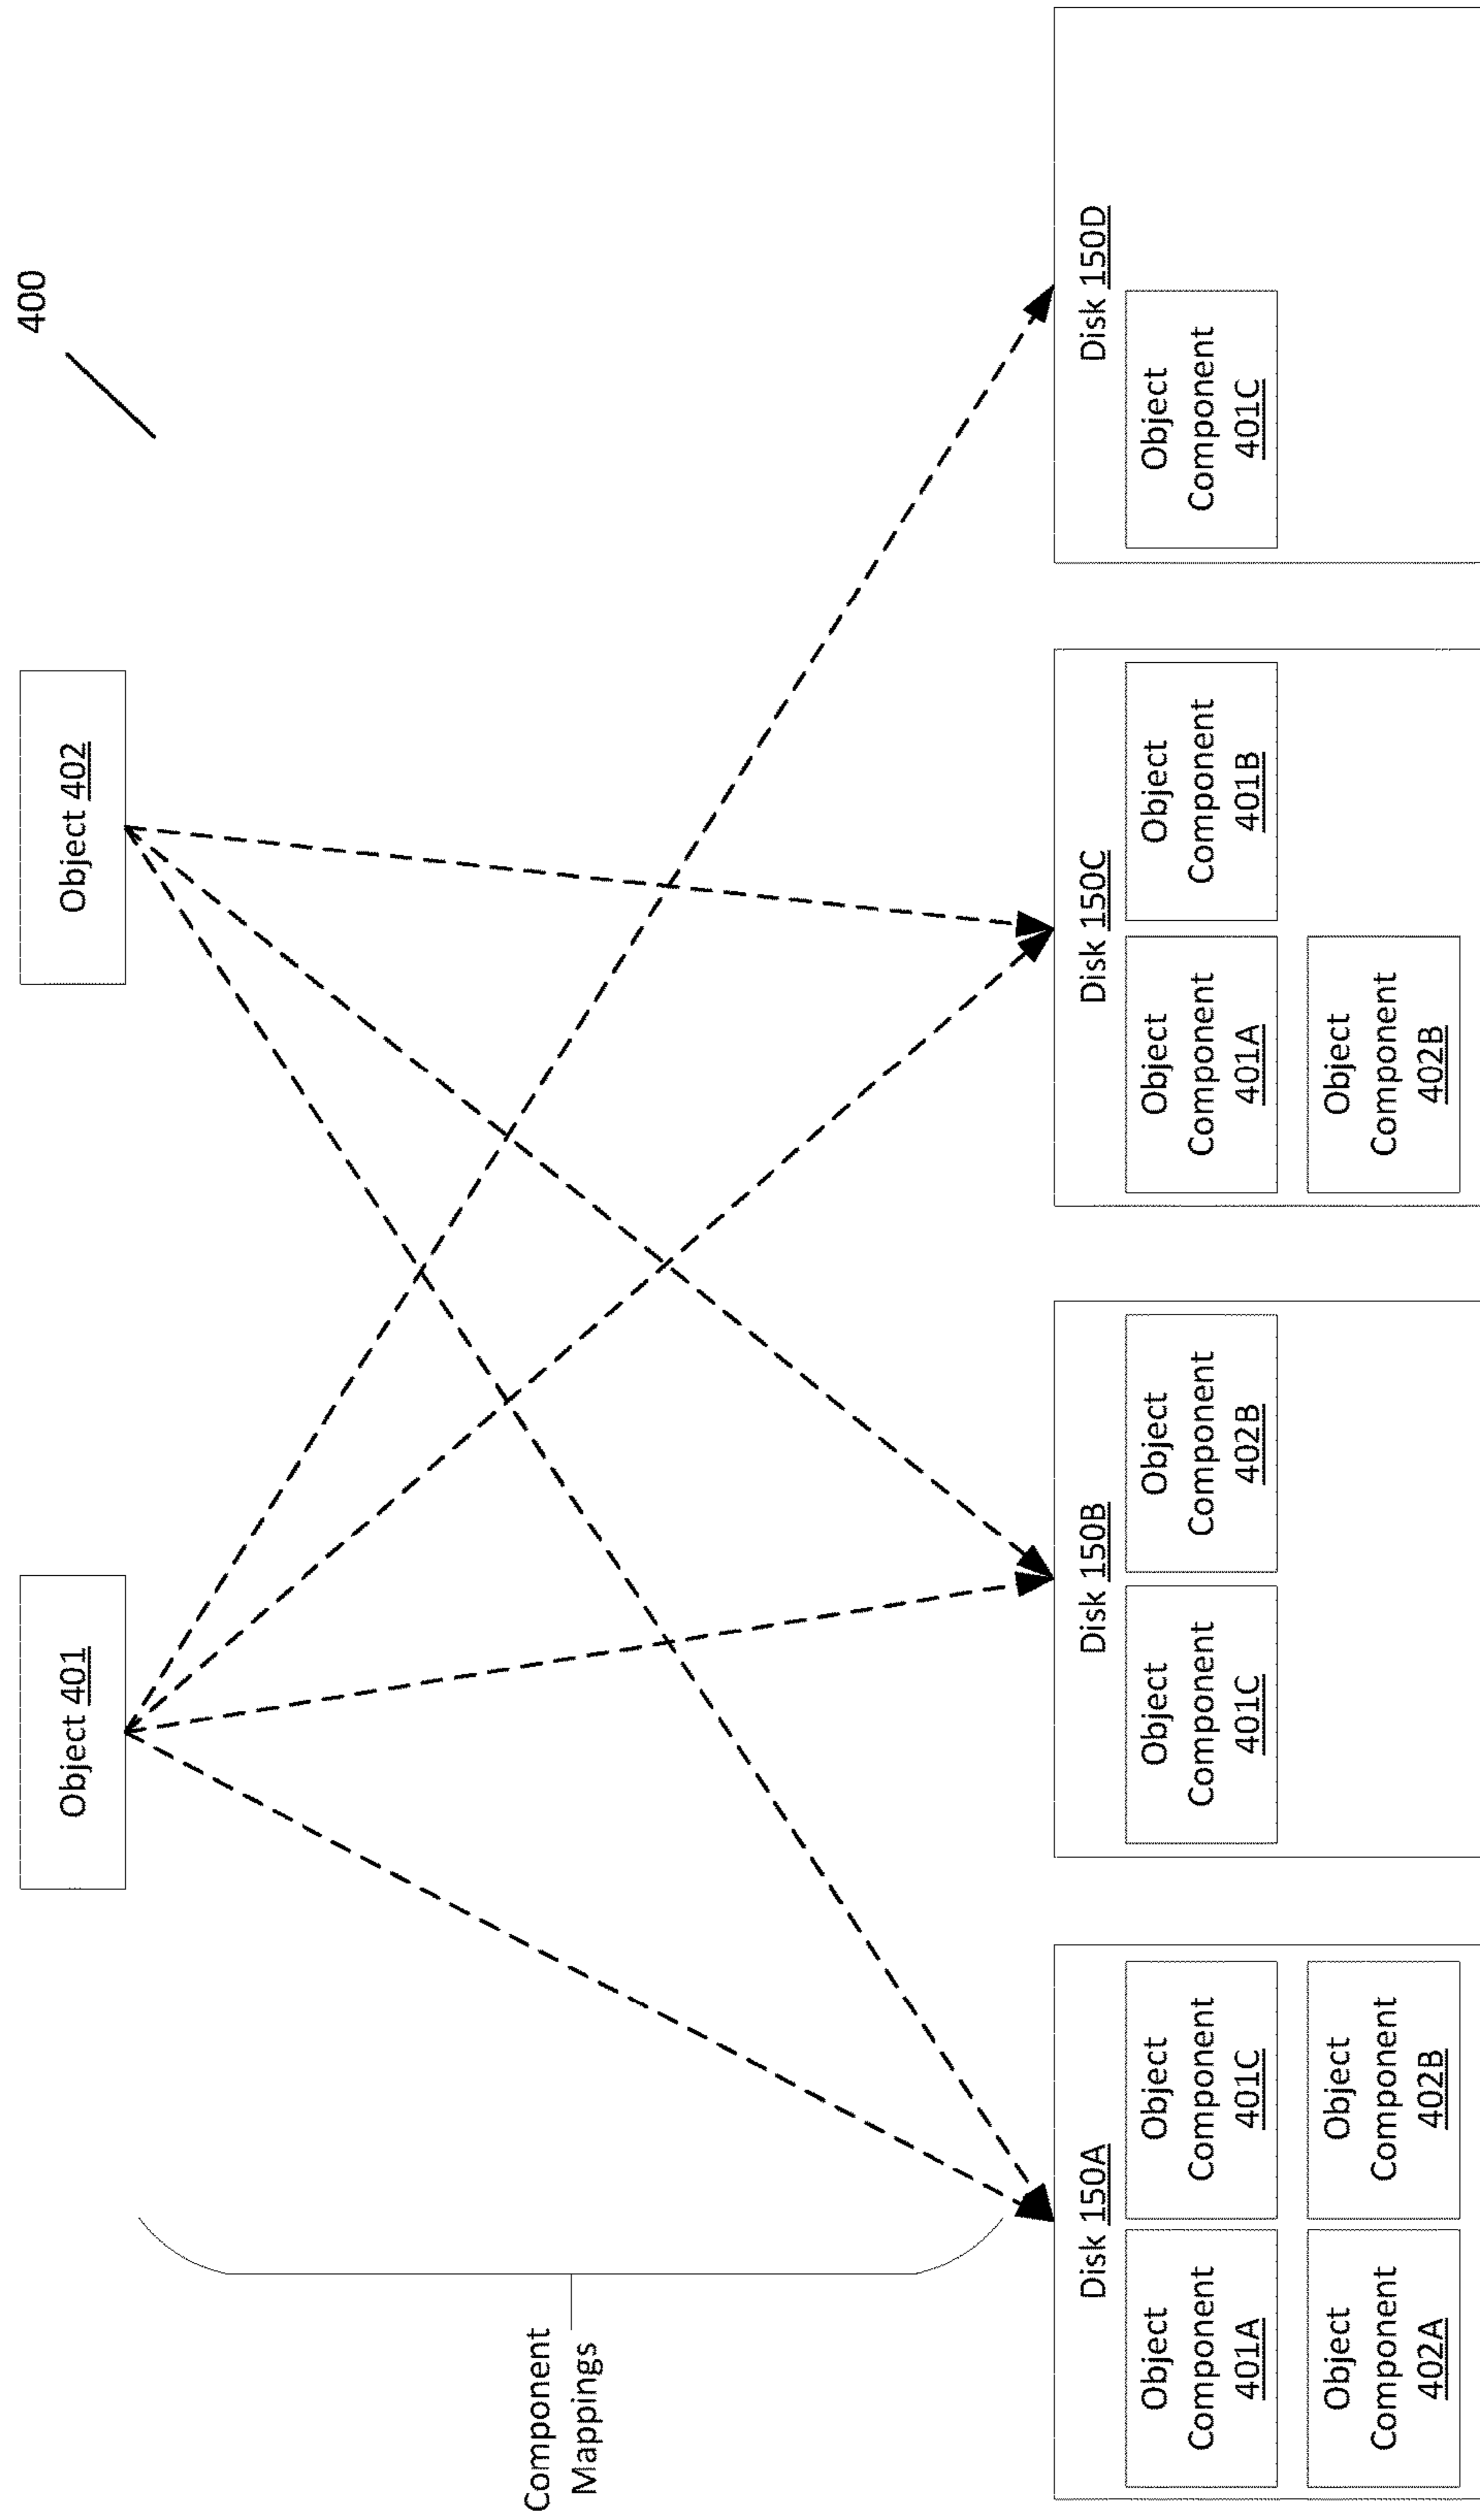 400
Object 401
Object 402
Component
Mappings
Disk 150A
Object
Component
401A
Object
Component
401C
Object
Component
402A
Object
Component
402B
Disk 150B
Object
Component
401C
Object
Component
402B
Disk 150C
Object
Component
401A
Object
Component
401B
Object
Component
402B
Disk 150D
Object
Component
401C